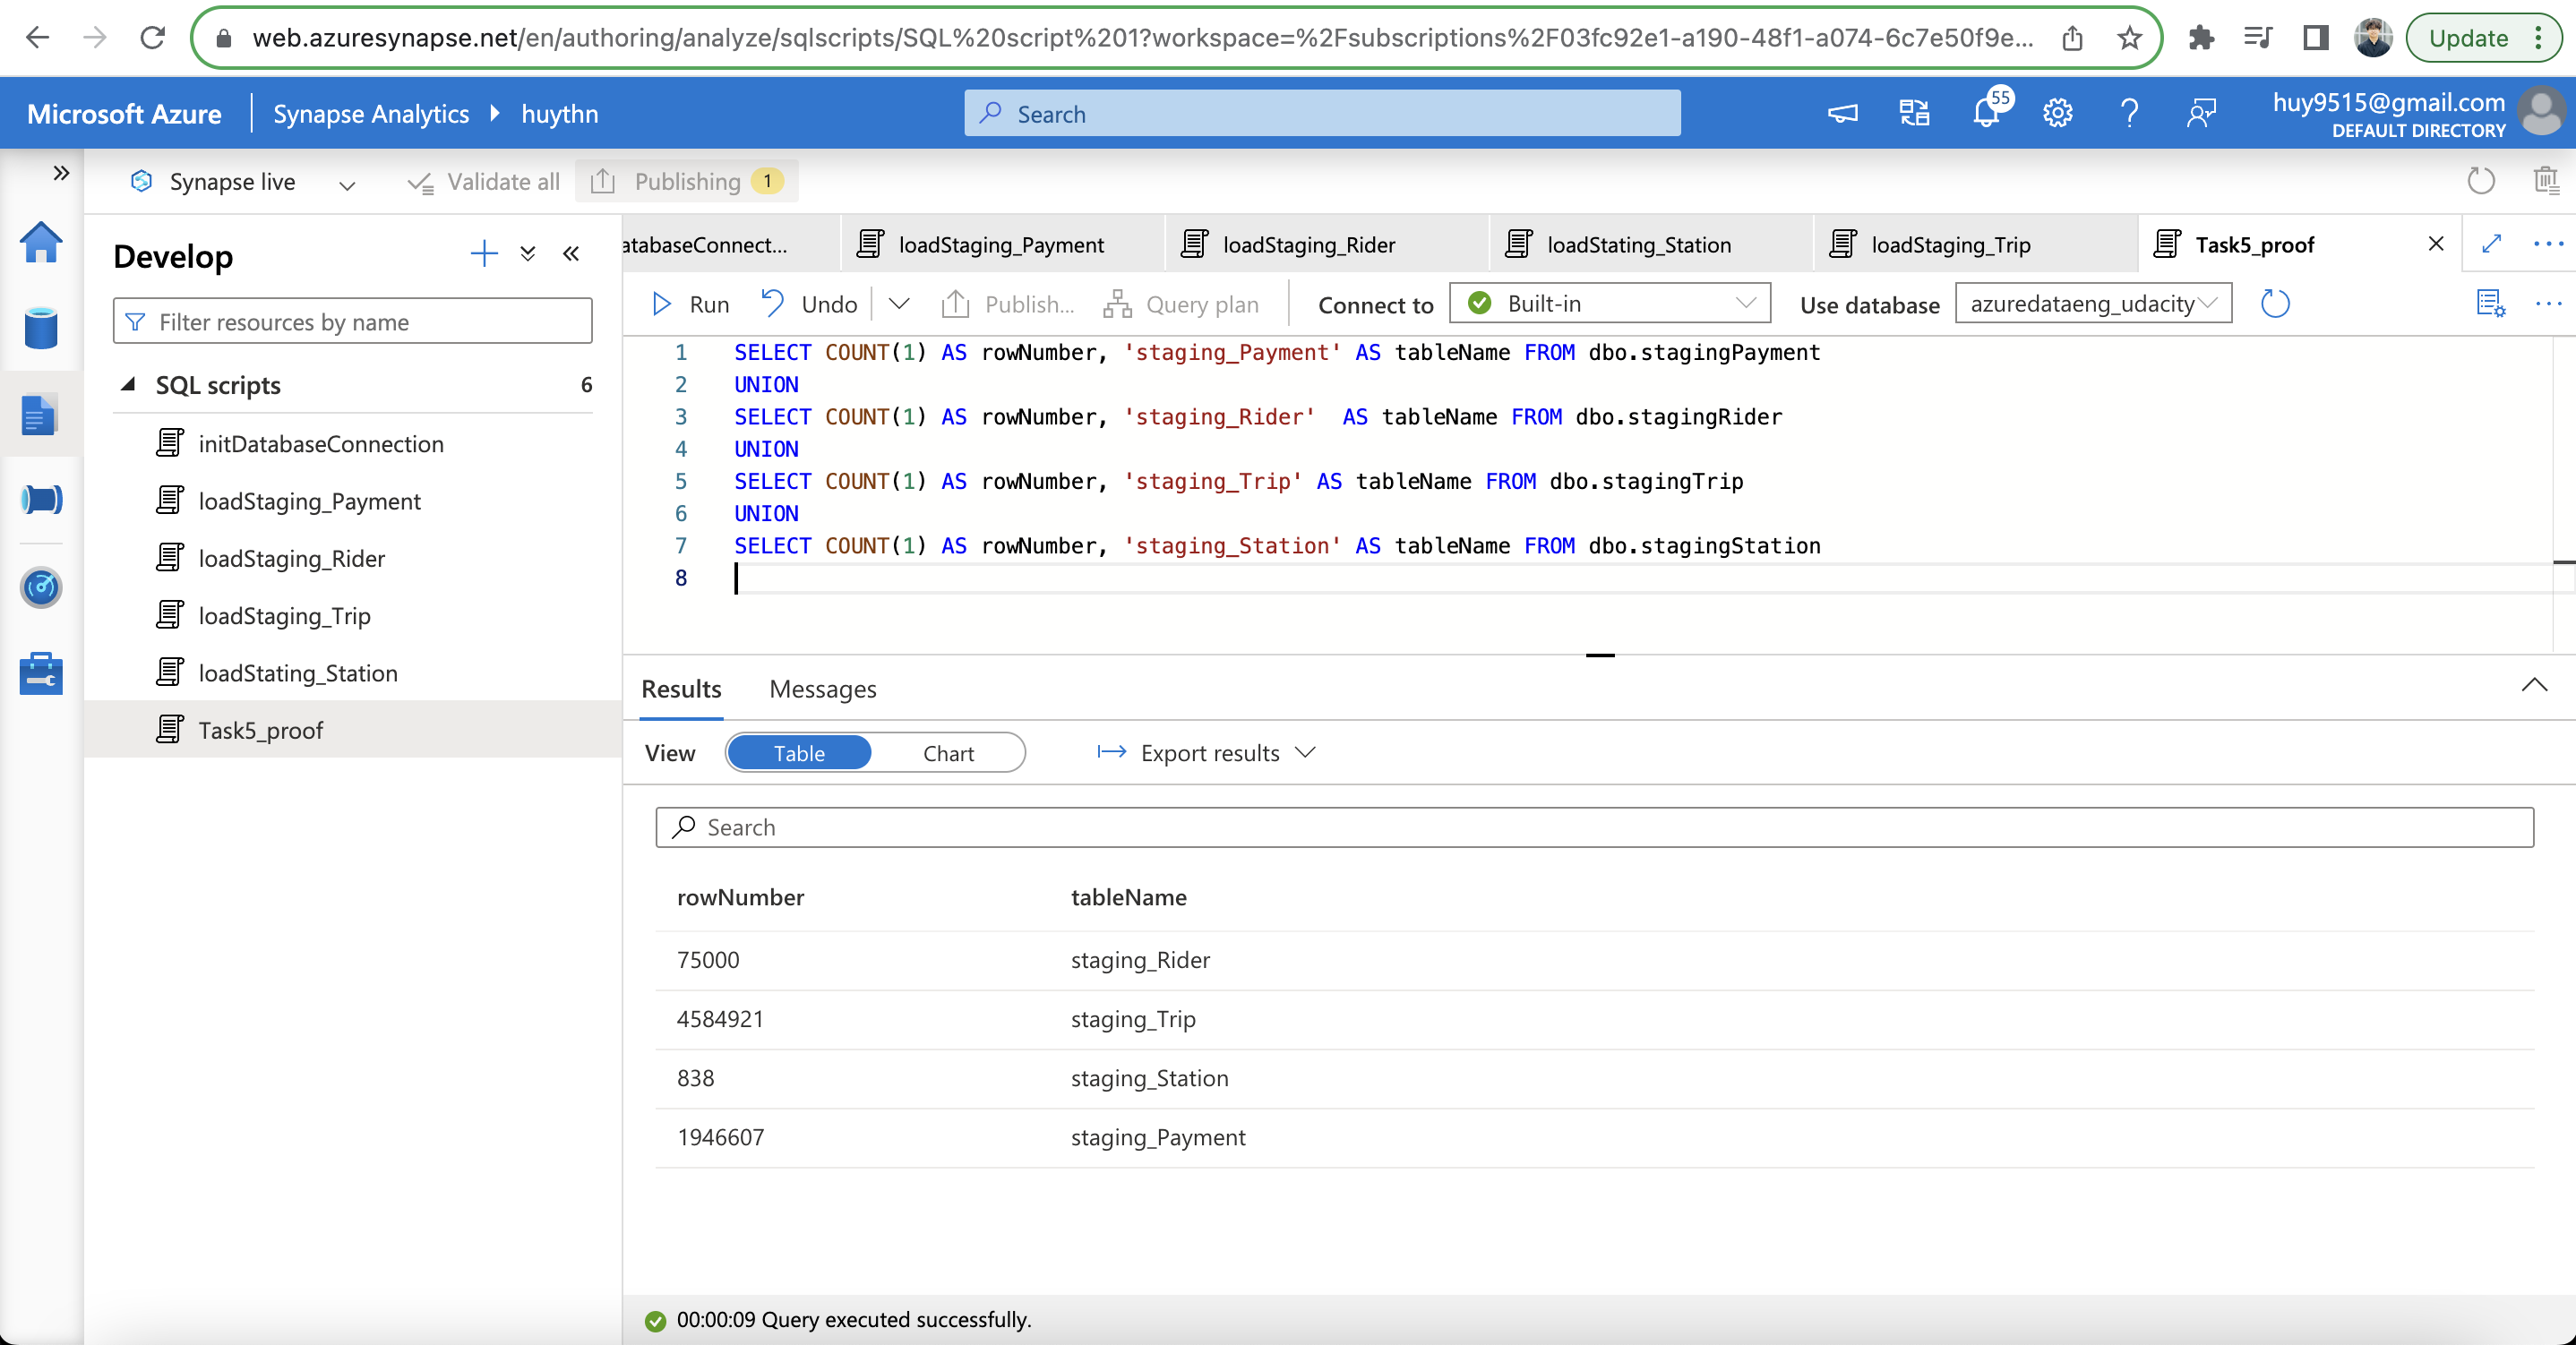 web.azuresynapse.net/en/authoring/analyze/sqlscripts/SQL%20script%201?workspace=%2Fsubscriptions%2F03fc92e1-a190-48f1-a074-6c7e50f9e...
Update
Microsoft Azure
Synapse Analytics
huythn
Search
55
huy9515@gmail.com
DEFAULT DIRECTORY
Synapse live
Validate all
Publishing 1
Develop
Filter resources by name
SQL scripts 6
initDatabaseConnection
loadStaging_Payment
loadStaging_Rider
loadStaging_Trip
loadStating_Station
Task5_proof
atabaseConnect...
loadStaging_Payment
loadStaging_Rider
loadStating_Station
loadStaging_Trip
Task5_proof
Run
Undo
Publish...
Query plan
Connect to
Built-in
Use database
azuredataeng_udacity
1 SELECT COUNT(1) AS rowNumber, 'staging_Payment' AS tableName FROM dbo.stagingPayment
2 UNION
3 SELECT COUNT(1) AS rowNumber, 'staging_Rider'  AS tableName FROM dbo.stagingRider
4 UNION
5 SELECT COUNT(1) AS rowNumber, 'staging_Trip' AS tableName FROM dbo.stagingTrip
6 UNION
7 SELECT COUNT(1) AS rowNumber, 'staging_Station' AS tableName FROM dbo.stagingStation
8
Results
Messages
View
Table
Chart
Export results
Search
rowNumber tableName
75000 staging_Rider
4584921 staging_Trip
838 staging_Station
1946607 staging_Payment
00:00:09 Query executed successfully.